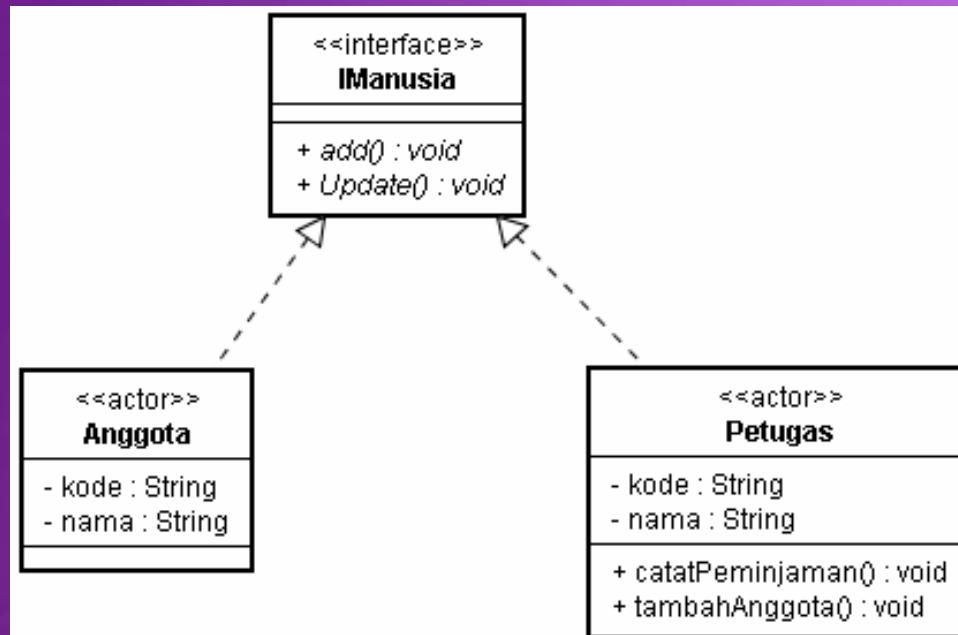 <<interface>>
IManusia
+ add() : void
+ Update() : void
<<actor>>
Anggota
- kode : String
- nama : String
<<actor>>
Petugas
- kode : String
- nama : String
+ catatPeminjaman() : void
+ tambahAnggota() : void